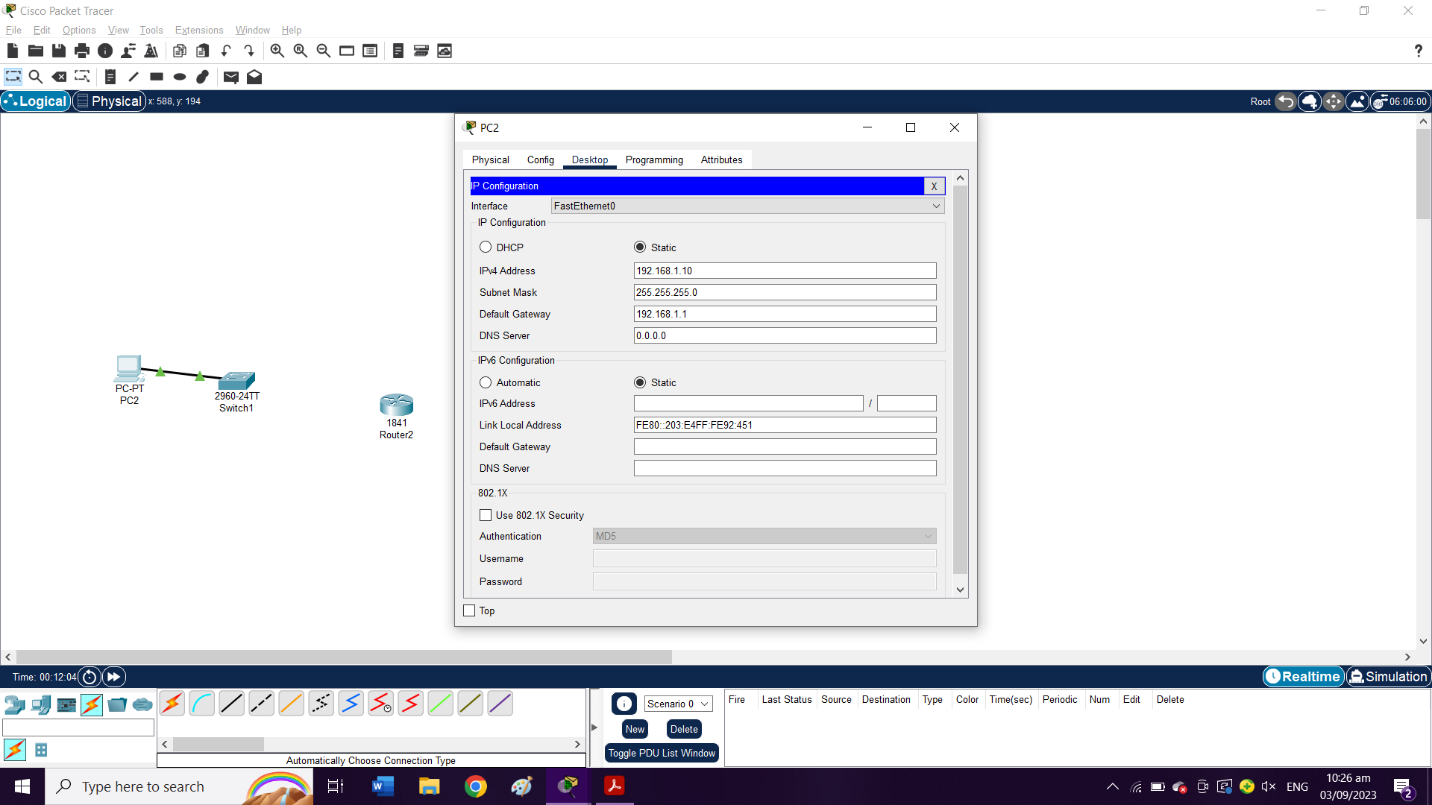 Cisco Packet Tracer
File Edit Options View Tools Extensions Window Help
?
Logical Physical x: 588, y: 194 Root 06:06:00
PC2
Physical Config Desktop Programming Attributes
IP Configuration X
Interface FastEthernet0
IP Configuration
DHCP Static
IPv4 Address 192.168.1.10
Subnet Mask 255.255.255.0
Default Gateway 192.168.1.1
DNS Server 0.0.0.0
IPv6 Configuration
Automatic Static
IPv6 Address /
Link Local Address FE80::203:E4FF:FE92:451
Default Gateway
DNS Server
802.1X
Use 802.1X Security
Authentication MD5
Username
Password
Top
PC-PT
PC2
2960-24TT
Switch1
1841
Router2
Time: 00:12:04 Realtime Simulation
Scenario 0
New Delete
Toggle PDU List Window
Fire Last Status Source Destination Type Color Time(sec) Periodic Num Edit Delete
Automatically Choose Connection Type
Type here to search
ENG
10:26 am
03/09/2023
2